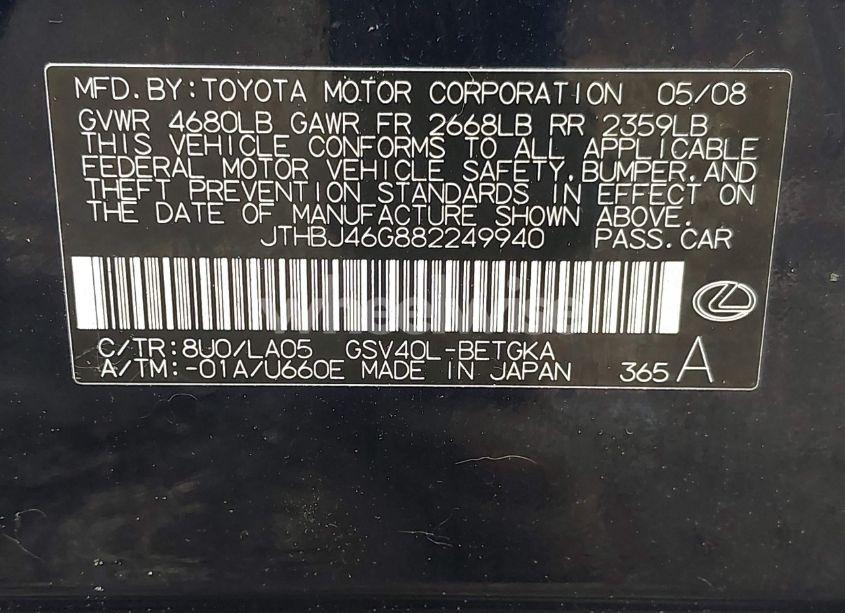 MFD.BY:TOYOTA MOTOR CORPORATION 05/08
GVWR 4680LB GAWR FR 2668LB RR 2359LB
THIS VEHICLE CONFORMS TO ALL APPLICABLE
FEDERAL MOTOR VEHICLE SAFETY,BUMPER,AND
THEFT PREVENTION STANDARDS IN EFFECT ON
THE DATE OF MANUFACTURE SHOWN ABOVE.
JTHBJ46G882249940 PASS.CAR
wheelwise
C/TR:8U0/LA05 GSV40L-BETGKA
A/TM:-01A/U660E MADE IN JAPAN 365 A